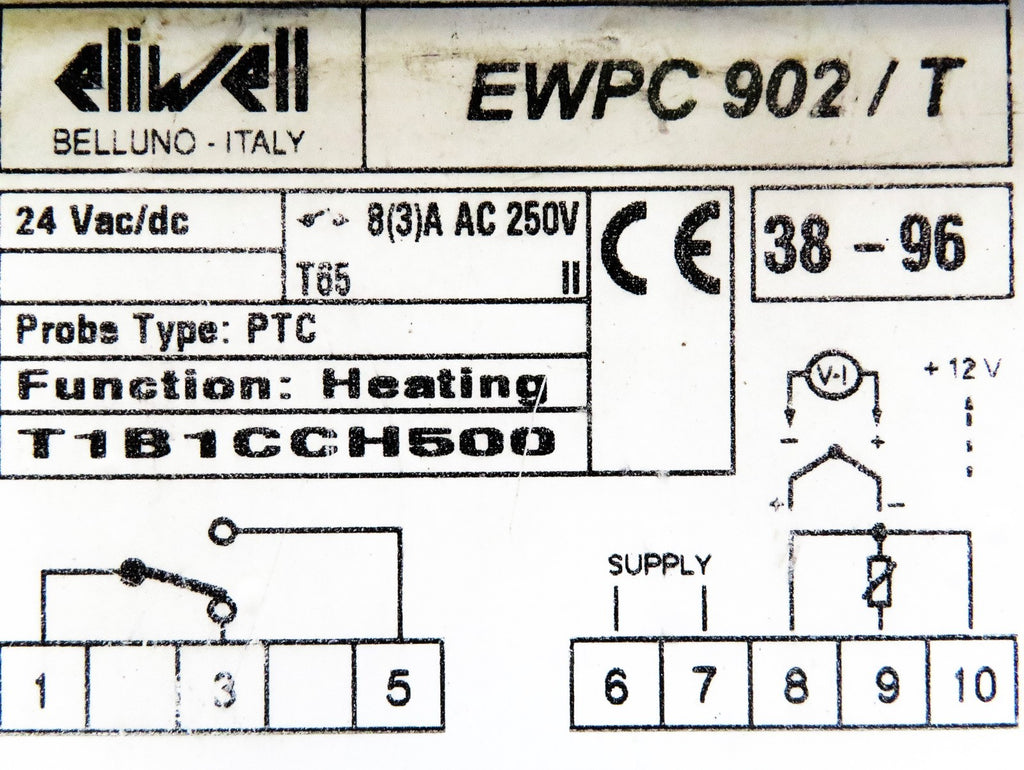 eliwell
BELLUNO - ITALY
EWPC 902 / T
24 Vac/dc
8(3)A AC 250V
T65 II
Probe Type: PTC
Function: Heating
T1B1CCH500
CE
38 - 96
V-I
+ 12 V
- +
+ -
SUPPLY
1 3 5
6 7 8 9 10